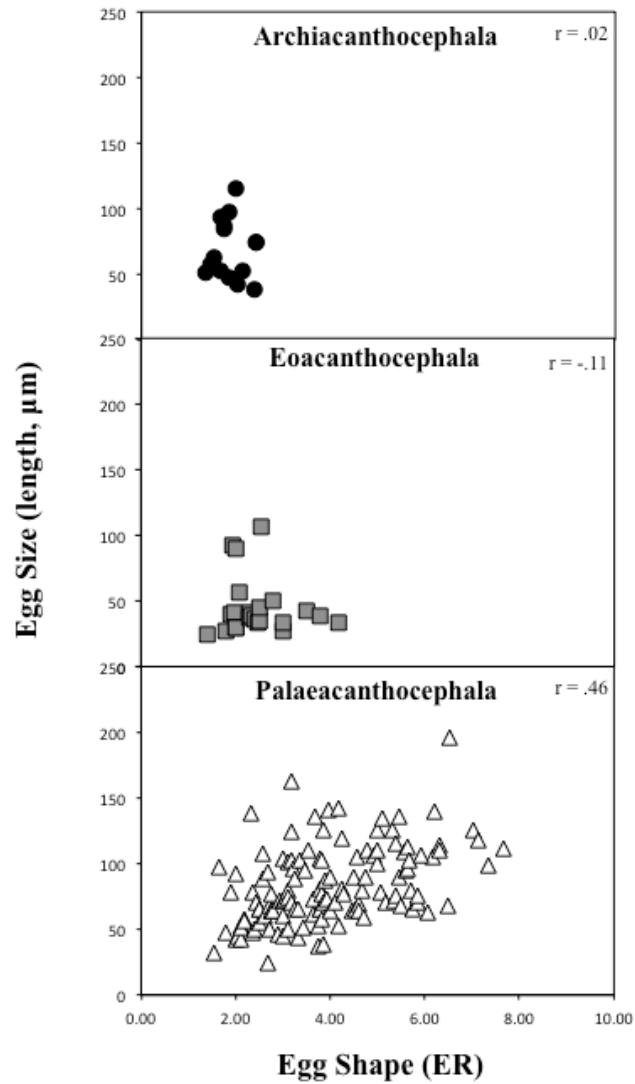 250
Archiacanthocephala
r = .02
200
150
100
50
250
Eoacanthocephala
r = -.11
200
150
100
50
250
Palaeacanthocephala
r = .46
200
150
100
50
0
0.00 2.00 4.00 6.00 8.00 10.00
Egg Shape (ER)
Egg Size (length, µm)